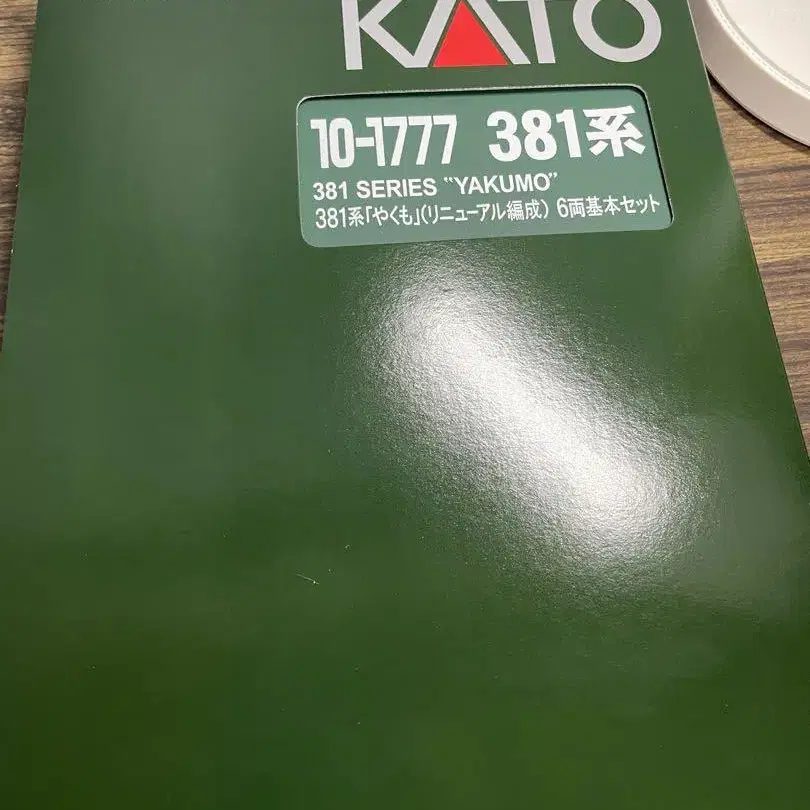 KATO
10-1777 381系
381 SERIES "YAKUMO"
381系「やくも」(リニューアル編成) 6両基本セット